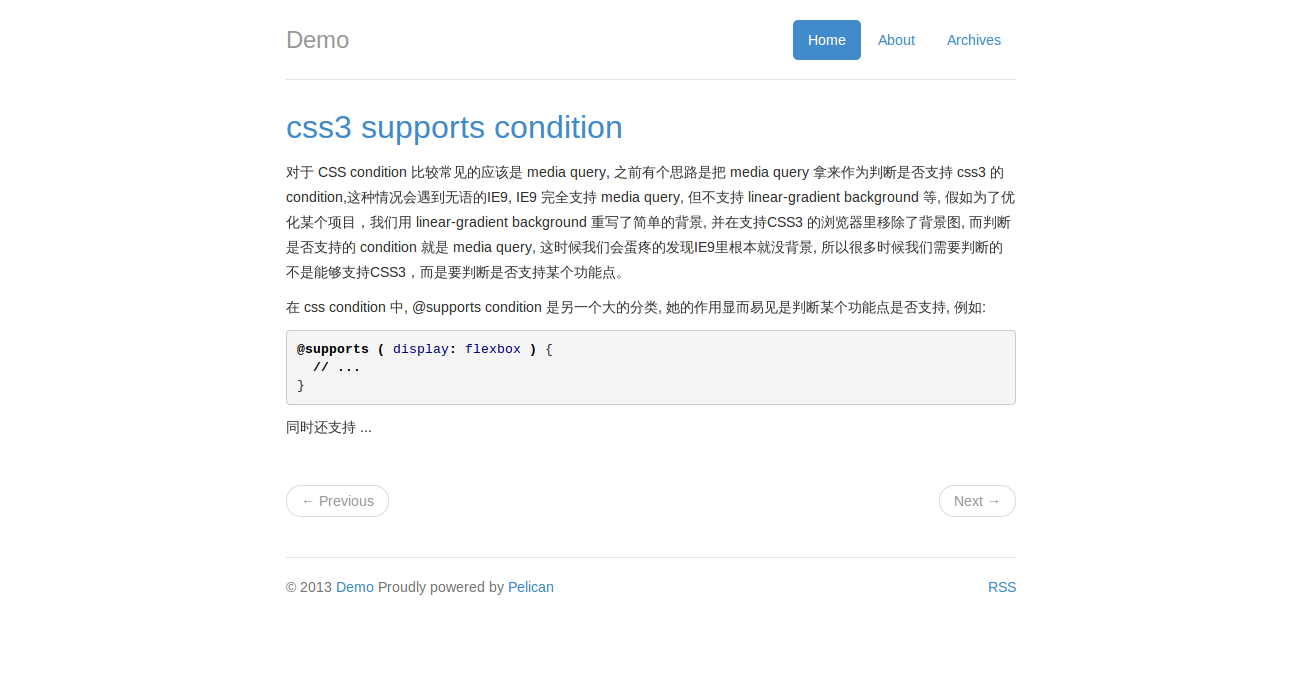 Demo
Home
About
Archives
css3 supports condition
对于 CSS condition 比较常见的应该是 media query, 之前有个思路是把 media query 拿来作为判断是否支持 css3 的
condition,这种情况会遇到无语的IE9, IE9 完全支持 media query, 但不支持 linear-gradient background 等, 假如为了优
化某个项目，我们用 linear-gradient background 重写了简单的背景, 并在支持CSS3 的浏览器里移除了背景图, 而判断
是否支持的 condition 就是 media query, 这时候我们会蛋疼的发现IE9里根本就没背景, 所以很多时候我们需要判断的
不是能够支持CSS3，而是要判断是否支持某个功能点。
在 css condition 中, @supports condition 是另一个大的分类, 她的作用显而易见是判断某个功能点是否支持, 例如:
@supports ( display: flexbox ) {
  // ...
}
同时还支持 ...
← Previous
Next →
© 2013 Demo Proudly powered by Pelican
RSS